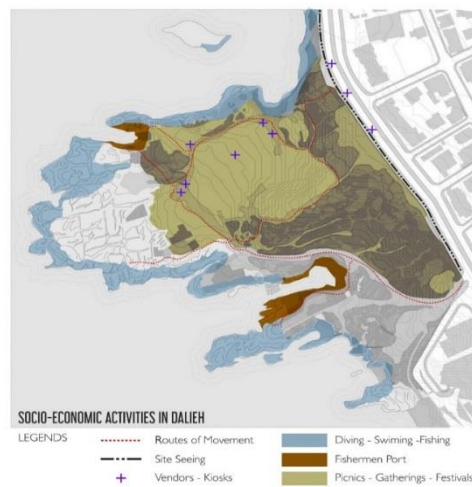 SOCIO-ECONOMIC ACTIVITIES IN DALIEH
LEGENDS
Routes of Movement
Site Seeing
Vendors - Kiosks
Diving - Swiming -Fishing
Fishermen Port
Picnics - Gatherings - Festivals